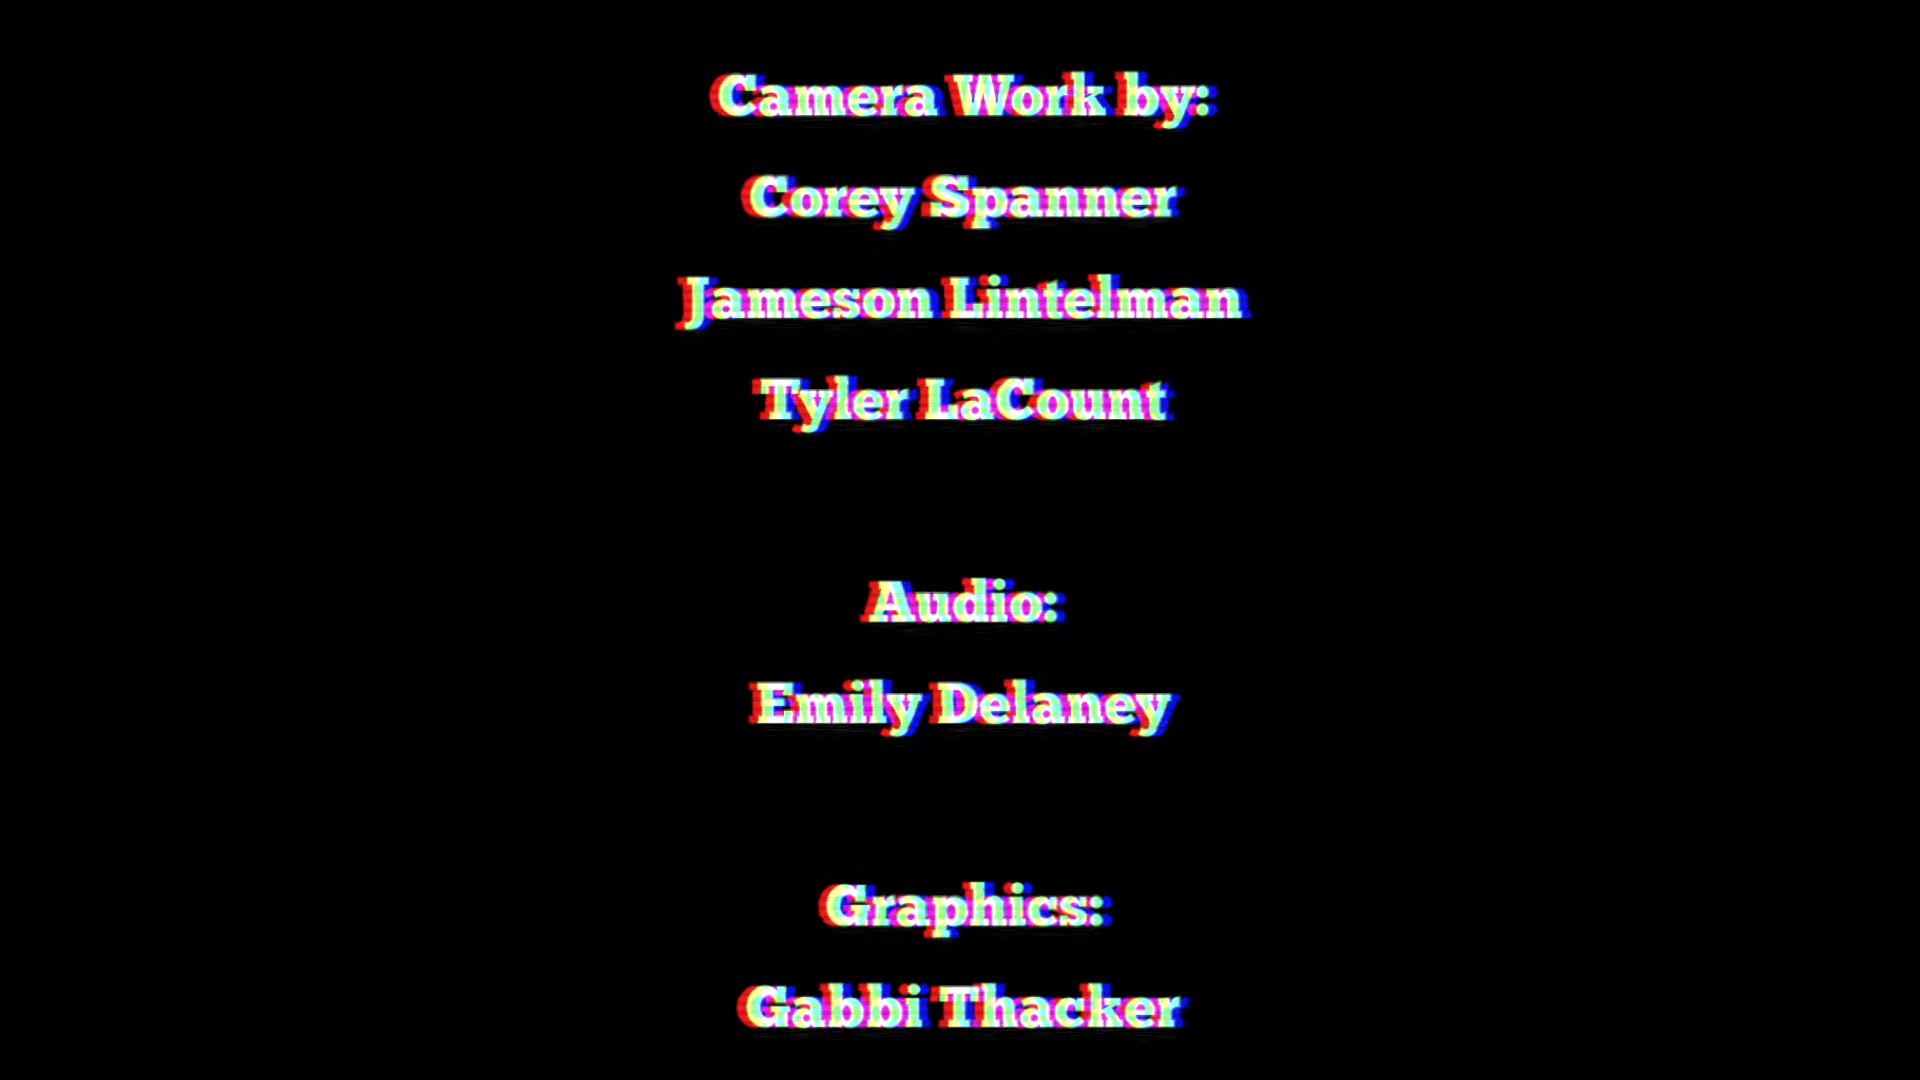 Camera Work by:
Corey Spanner
Jameson Lintelman
Tyler LaCount
Audio:
Emily Delaney
Graphics:
Gabbi Thacker